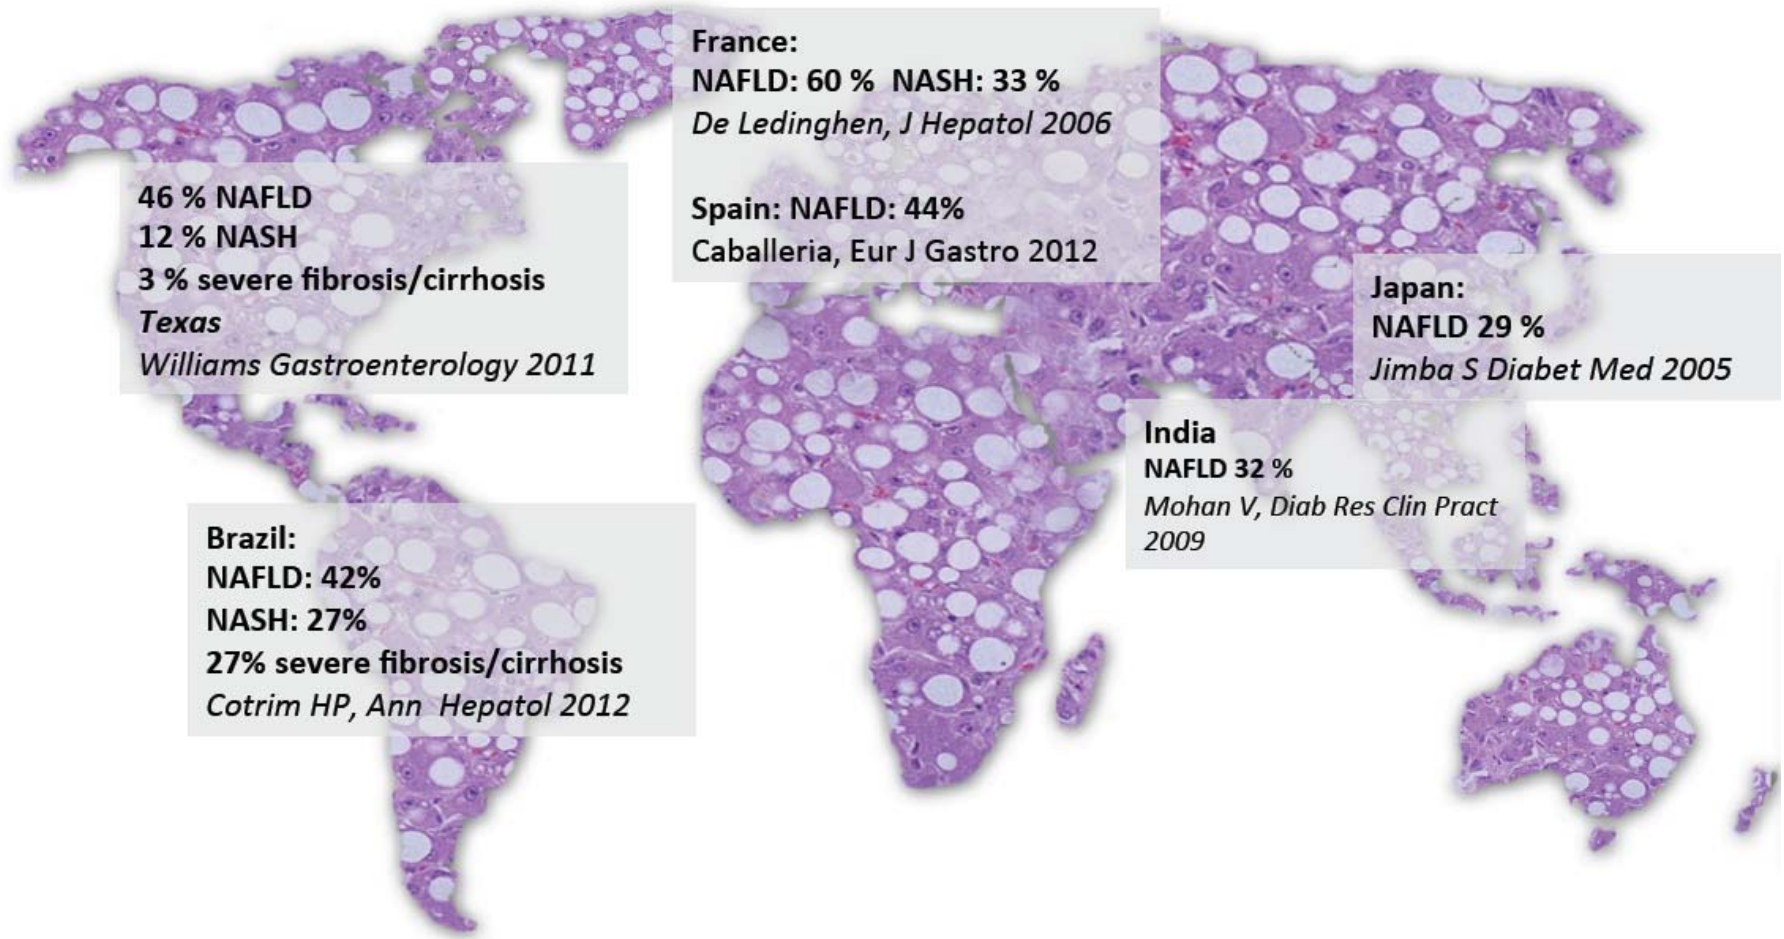 France:
NAFLD: 60 % NASH: 33 %
De Ledinghen, J Hepatol 2006
Spain: NAFLD: 44%
Caballeria, Eur J Gastro 2012
46 % NAFLD
12 % NASH
3 % severe fibrosis/cirrhosis
Texas
Williams Gastroenterology 2011
Japan:
NAFLD 29 %
Jimba S Diabet Med 2005
India
NAFLD 32 %
Mohan V, Diab Res Clin Pract
2009
Brazil:
NAFLD: 42%
NASH: 27%
27% severe fibrosis/cirrhosis
Cotrim HP, Ann Hepatol 2012